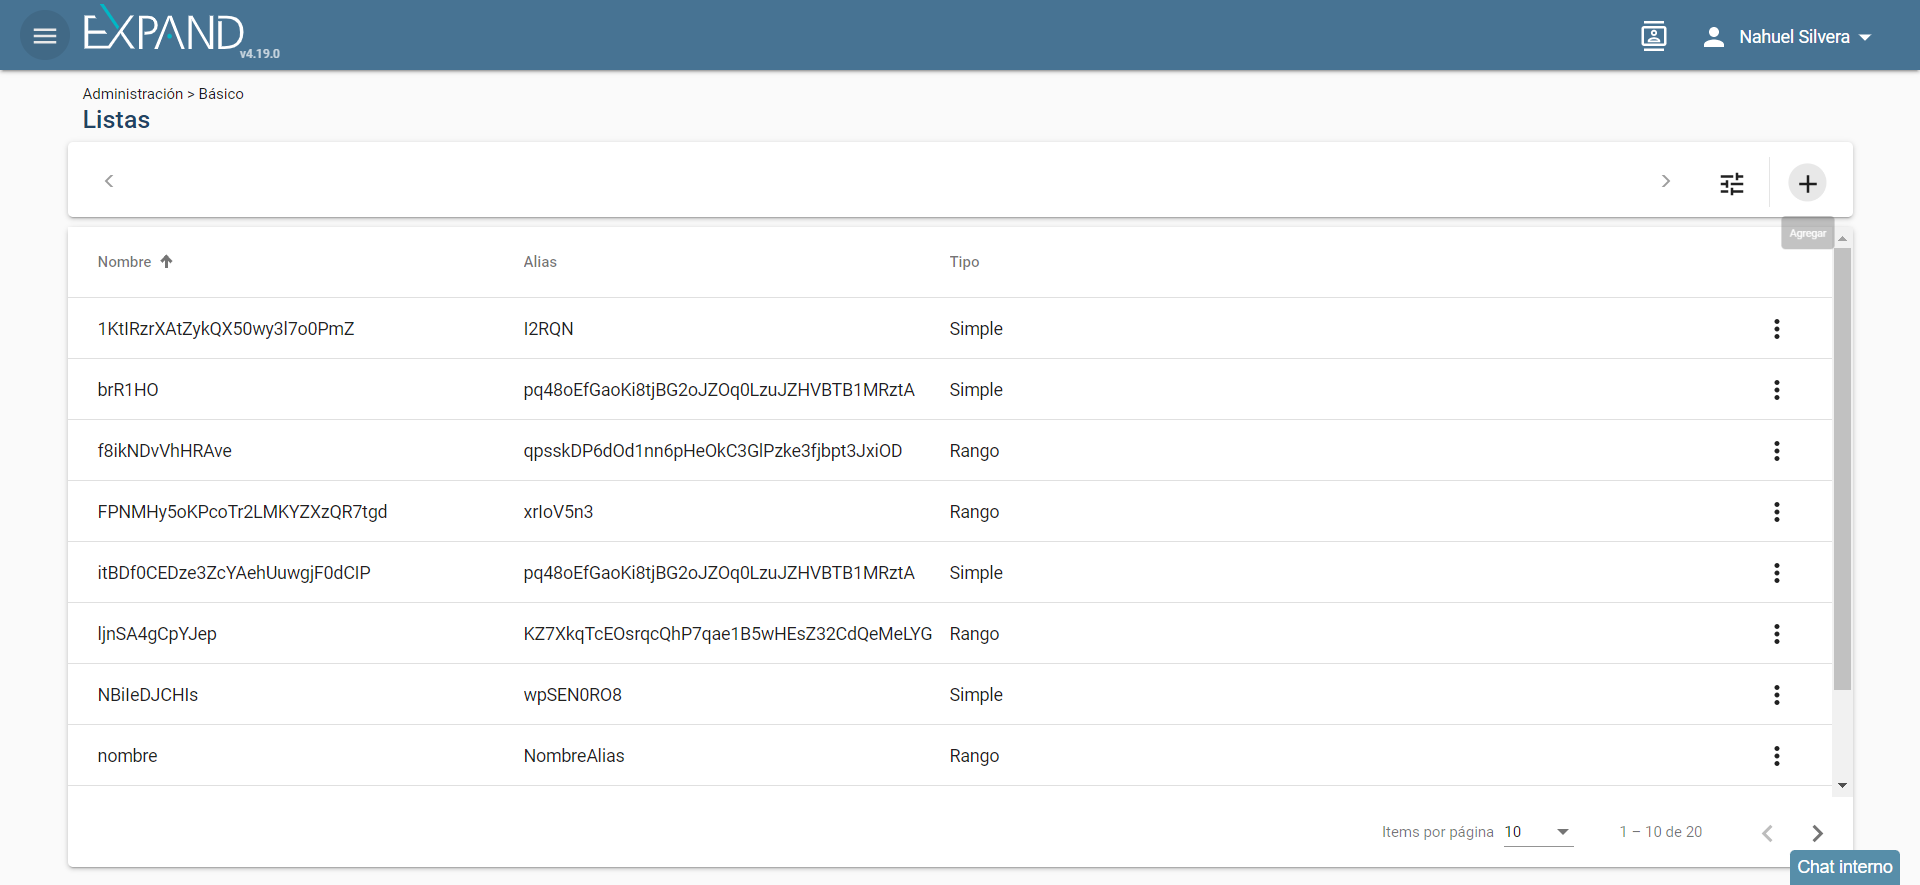 EXPAND v4.19.0
Nahuel Silvera
Administración > Básico
Listas
Agregar
Nombre Alias Tipo
1KtIRzrXAtZykQX50wy3l7o0PmZ I2RQN Simple
brR1HO pq48oEfGaoKi8tjBG2oJZOq0LzuJZHVBTB1MRztA Simple
f8ikNDvVhHRAve qpsskDP6dOd1nn6pHeOkC3GlPzke3fjbpt3JxiOD Rango
FPNMHy5oKPcoTr2LMKYZXzQR7tgd xrIoV5n3 Rango
itBDf0CEDze3ZcYAehUuwgjF0dCIP pq48oEfGaoKi8tjBG2oJZOq0LzuJZHVBTB1MRztA Simple
ljnSA4gCpYJep KZ7XkqTcEOsrqcQhP7qae1B5wHEsZ32CdQeMeLYG Rango
NBiIeDJCHIs wpSEN0RO8 Simple
nombre NombreAlias Rango
Items por página 10 1 – 10 de 20
Chat interno